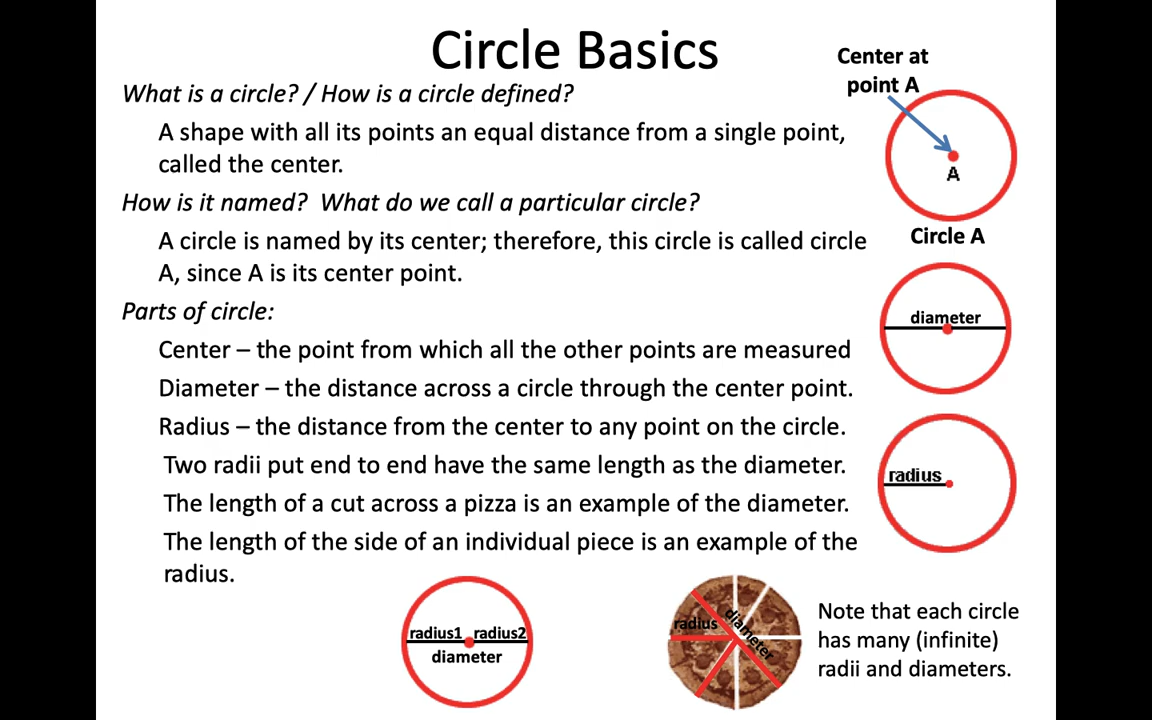 Circle Basics
What is a circle? / How is a circle defined?
A shape with all its points an equal distance from a single point,
called the center.
How is it named?  What do we call a particular circle?
A circle is named by its center; therefore, this circle is called circle
A, since A is its center point.
Parts of circle:
Center – the point from which all the other points are measured
Diameter – the distance across a circle through the center point.
Radius – the distance from the center to any point on the circle.
Two radii put end to end have the same length as the diameter.
The length of a cut across a pizza is an example of the diameter.
The length of the side of an individual piece is an example of the
radius.
Center at
point A
A
Circle A
diameter
radius
radius1 radius2
diameter
radius
diameter
Note that each circle
has many (infinite)
radii and diameters.